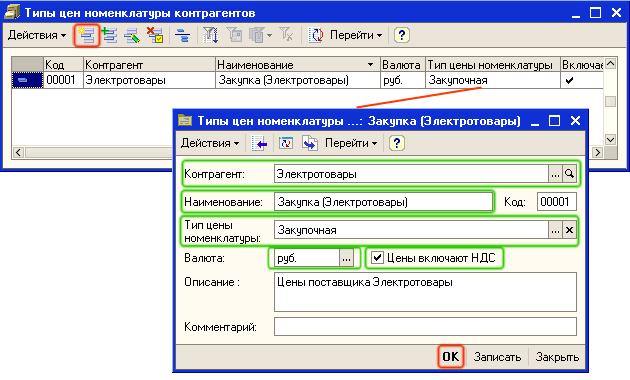 Типы цен номенклатуры контрагентов
Действия Перейти ?
Код Контрагент Наименование Валюта Тип цены номенклатуры Включае
00001 Электротовары Закупка (Электротовары) руб. Закупочная
Типы цен номенклатуры ...: Закупка (Электротовары)
Действия Перейти ?
Контрагент: Электротовары ...
Наименование: Закупка (Электротовары) Код: 00001
Тип цены
номенклатуры: Закупочная ... ×
Валюта: руб. ... Цены включают НДС
Описание : Цены поставщика Электротовары
Комментарий:
OK Записать Закрыть